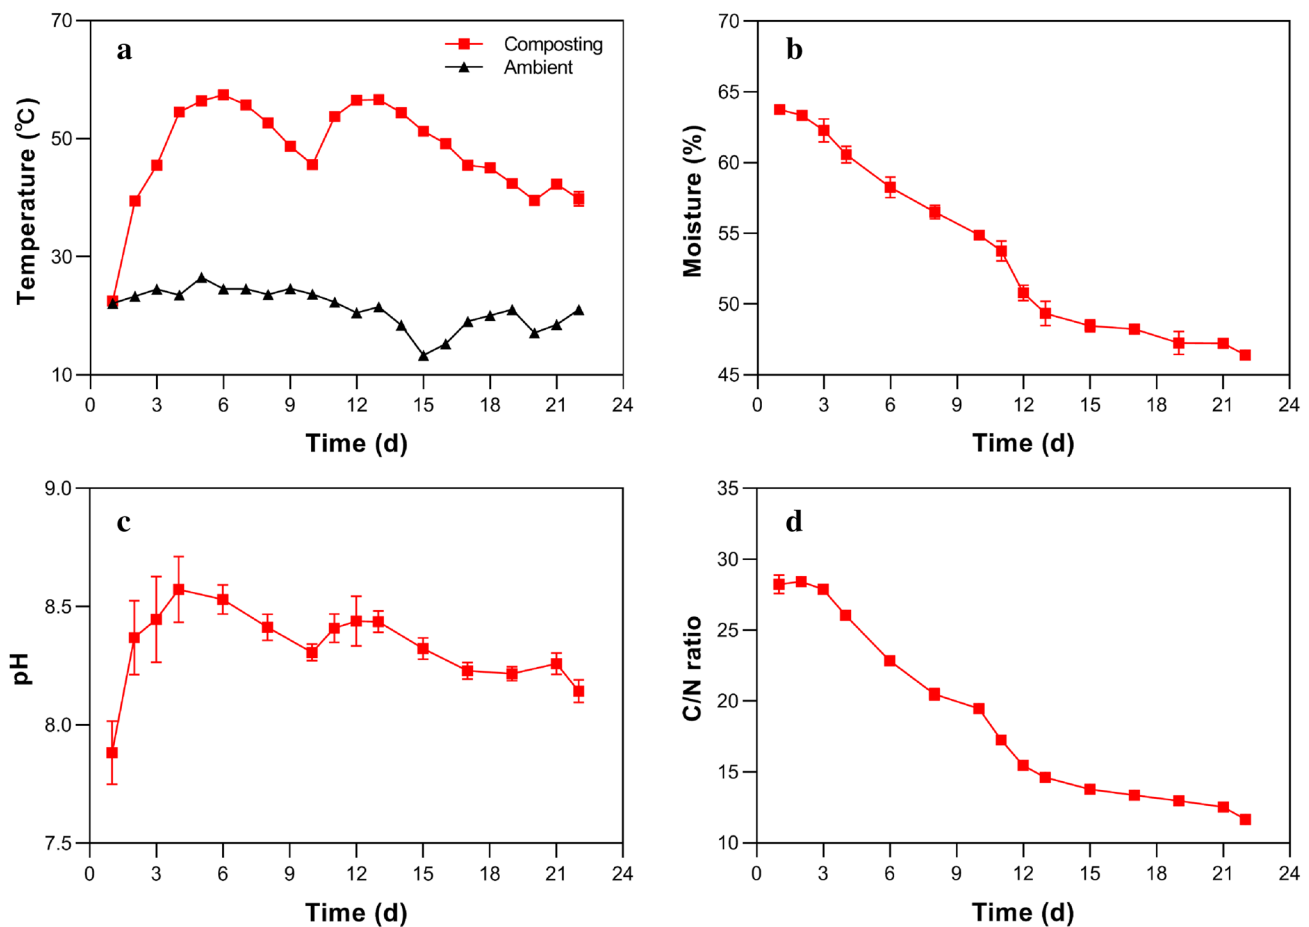 a
Composting
Ambient
Temperature (℃)
70
50
30
10
0 3 6 9 12 15 18 21 24
Time (d)
b
Moisture (%)
70
65
60
55
50
45
0 3 6 9 12 15 18 21 24
Time (d)
c
pH
9.0
8.5
8.0
7.5
0 3 6 9 12 15 18 21 24
Time (d)
d
C/N ratio
35
30
25
20
15
10
0 3 6 9 12 15 18 21 24
Time (d)